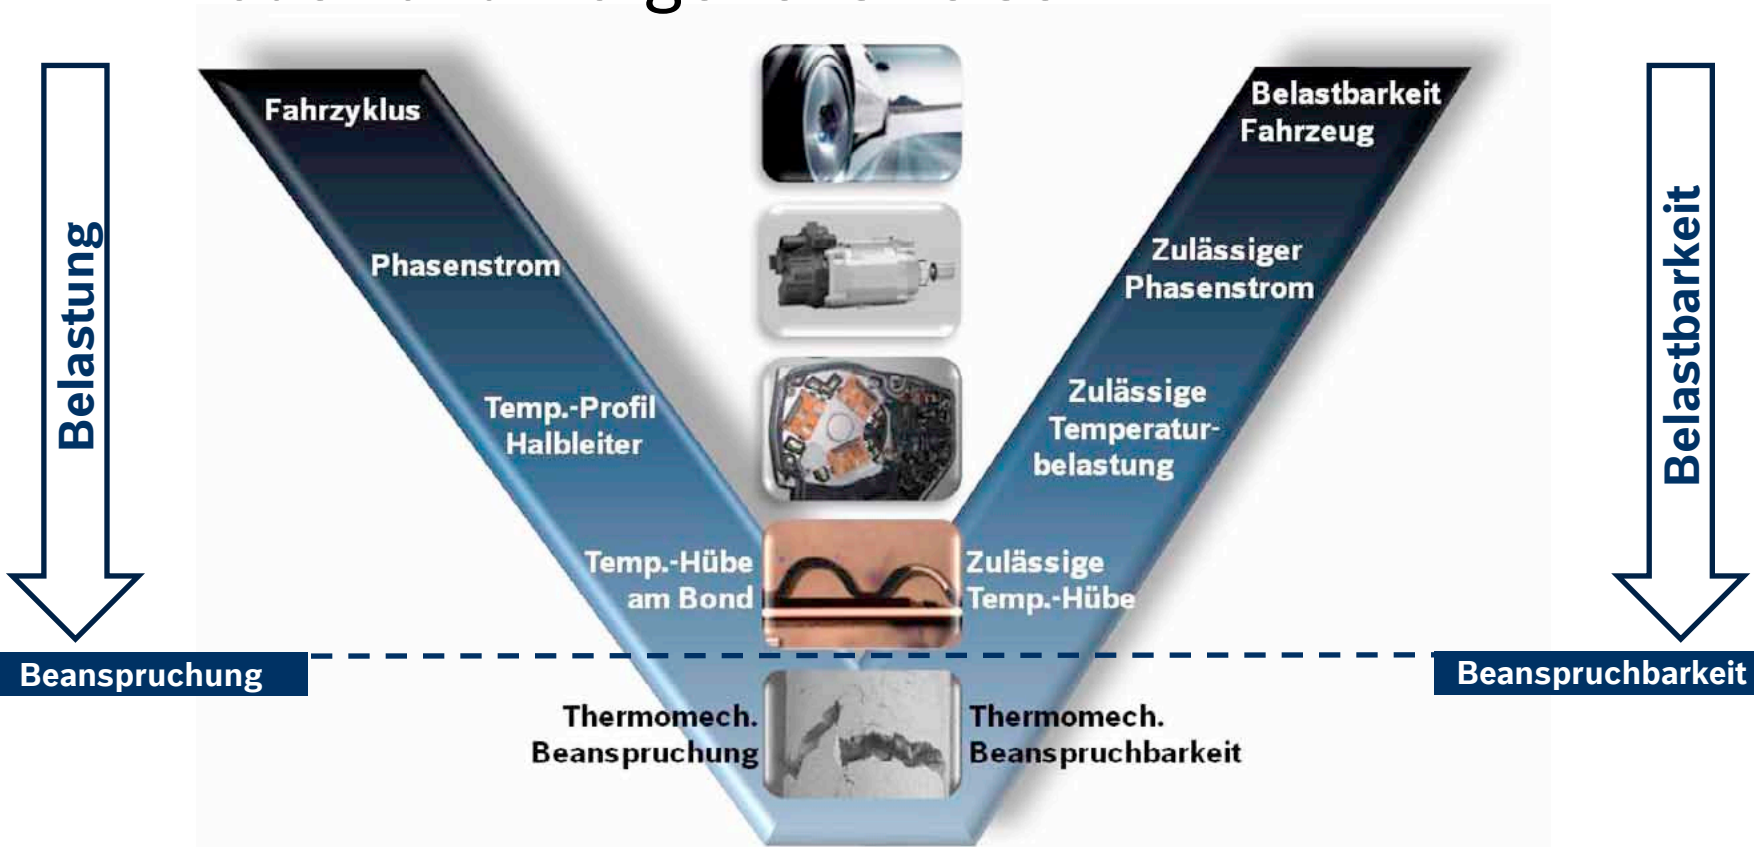 Fahrzyklus
Belastbarkeit
Fahrzeug
Belastung
Belastbarkeit
Phasenstrom
Zulässiger
Phasenstrom
Temp.-Profil
Halbleiter
Zulässige
Temperatur-
belastung
Temp.-Hübe
am Bond
Zulässige
Temp.-Hübe
Beanspruchung
Beanspruchbarkeit
Thermomech.
Beanspruchung
Thermomech.
Beanspruchbarkeit